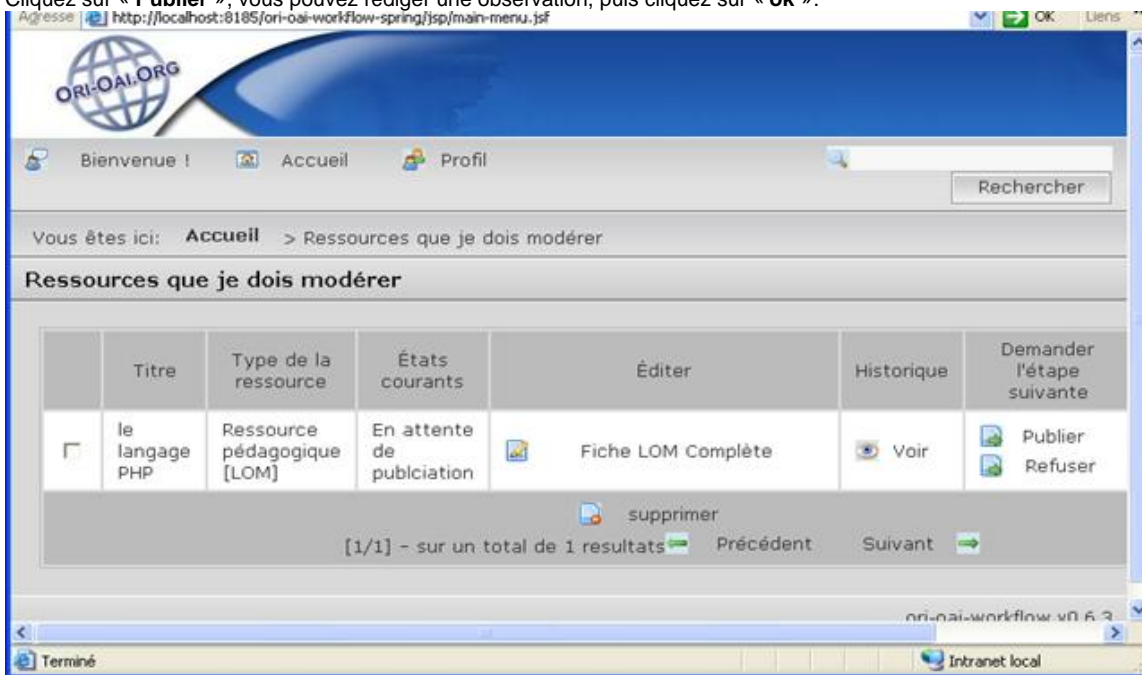 Cliquez sur « Publier », vous pouvez rédiger une observation, puis cliquez sur « ok ».
Adresse http://localhost:8185/ori-oai-workflow-spring/jsp/main-menu.jsf OK Liens
ORI-OAI.ORG
Bienvenue ! Accueil Profil
Rechercher
Vous êtes ici: Accueil > Ressources que je dois modérer
Ressources que je dois modérer
Titre
Type de la ressource
États courants
Éditer
Historique
Demander l'étape suivante
le langage PHP
Ressource pédagogique [LOM]
En attente de publciation
Fiche LOM Complète
Voir
Publier
Refuser
supprimer
[1/1] - sur un total de 1 resultats Précédent Suivant
ori-oai-workflow v0.6.3
Terminé Intranet local